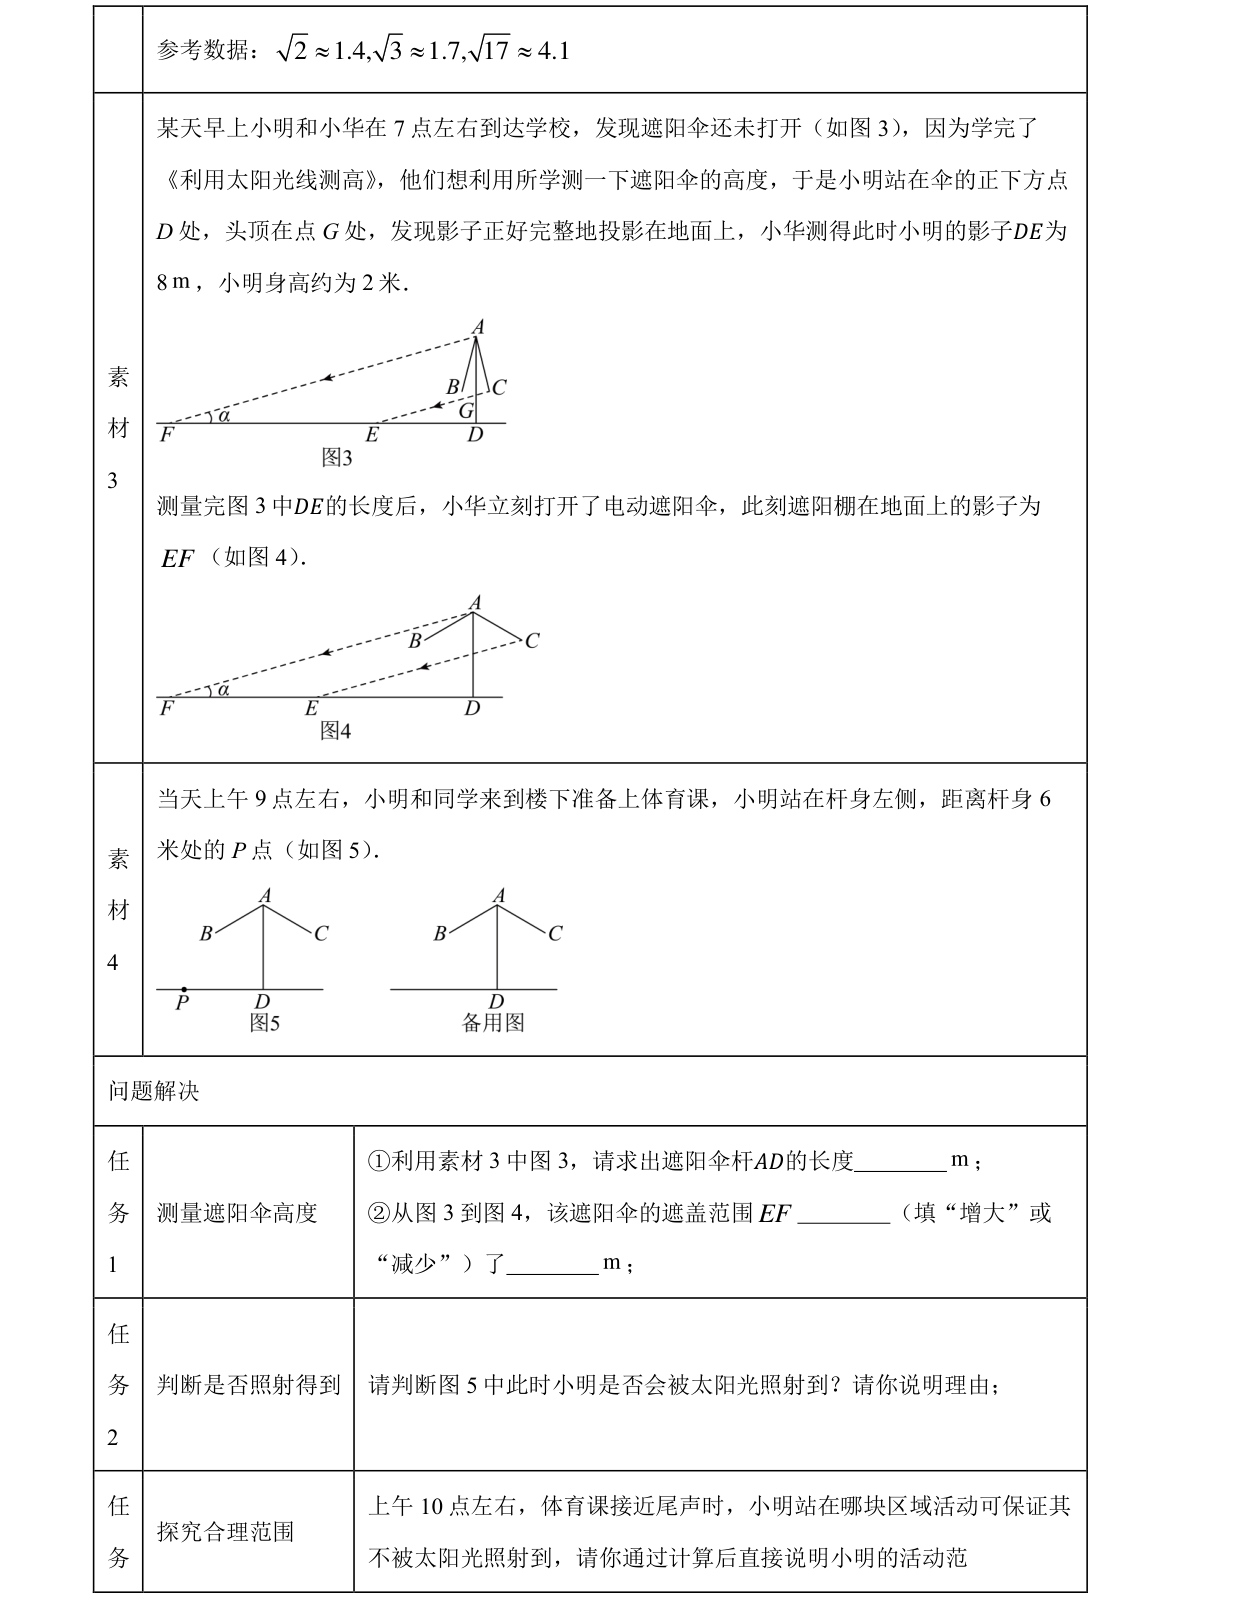 参考数据：√2≈1.4,√3≈1.7,√17≈4.1
素材3
某天早上小明和小华在 7 点左右到达学校，发现遮阳伞还未打开（如图 3），因为学完了
《利用太阳光线测高》，他们想利用所学测一下遮阳伞的高度，于是小明站在伞的正下方点
D 处，头顶在点 G 处，发现影子正好完整地投影在地面上，小华测得此时小明的影子DE为
8 m ，小明身高约为 2 米．
A
B
C
G
α
F
E
D
图3
测量完图 3 中DE的长度后，小华立刻打开了电动遮阳伞，此刻遮阳棚在地面上的影子为
EF （如图 4）．
A
B
C
α
F
E
D
图4
素材4
当天上午 9 点左右，小明和同学来到楼下准备上体育课，小明站在杆身左侧，距离杆身 6
米处的 P 点（如图 5）．
A A
B C B C
P D D
图5 备用图
问题解决
任务1
测量遮阳伞高度
①利用素材 3 中图 3，请求出遮阳伞杆AD的长度________ m；
②从图 3 到图 4，该遮阳伞的遮盖范围 EF ________（填“增大”或
“减少”）了________ m；
任务2
判断是否照射得到
请判断图 5 中此时小明是否会被太阳光照射到？请你说明理由；
任务
探究合理范围
上午 10 点左右，体育课接近尾声时，小明站在哪块区域活动可保证其
不被太阳光照射到，请你通过计算后直接说明小明的活动范